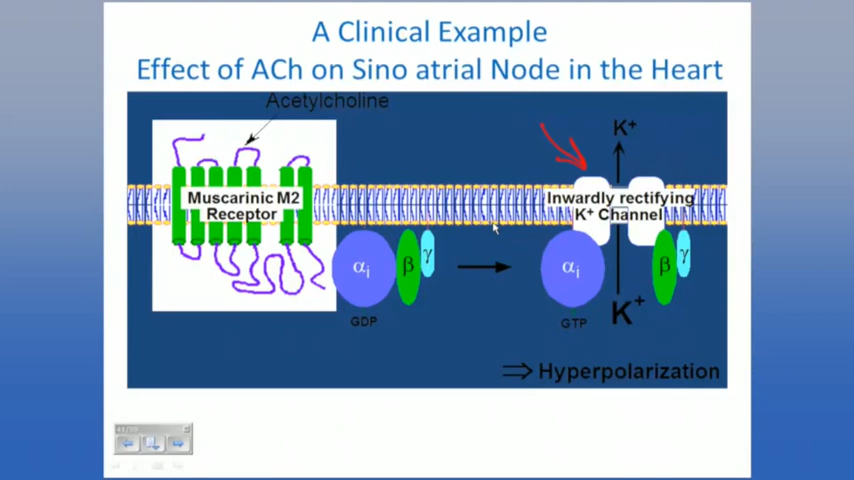 A Clinical Example
Effect of ACh on Sino atrial Node in the Heart
Acetylcholine
K+
Muscarinic M2
Receptor
Inwardly rectifying
K+ Channel
αi
β
γ
αi
β
γ
GDP
GTP
K+
⇒ Hyperpolarization